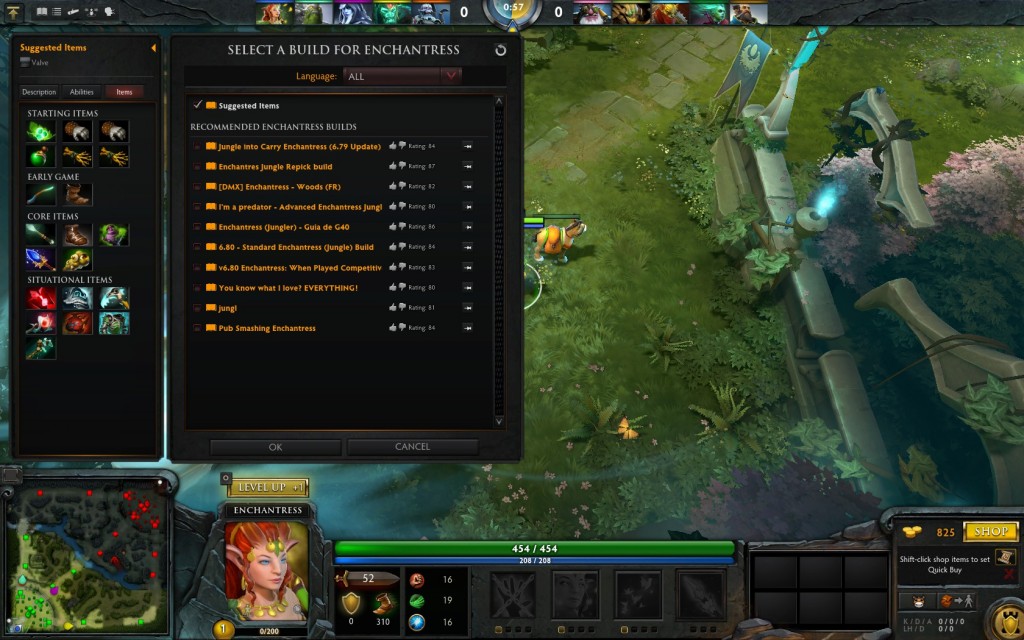 0
0:57
0
Suggested Items
Valve
Description Abilities Items
STARTING ITEMS
EARLY GAME
CORE ITEMS
SITUATIONAL ITEMS
SELECT A BUILD FOR ENCHANTRESS
Language: ALL
Suggested Items
RECOMMENDED ENCHANTRESS BUILDS
Jungle into Carry Enchantress (6.79 Update) Rating: 84
Enchantres Jungle Repick build Rating: 87
[DMX] Enchantress - Woods (FR) Rating: 82
I'm a predator - Advanced Enchantress Jungl Rating: 80
Enchantress (Jungler) - Guia de G40 Rating: 86
6.80 - Standard Enchantress (Jungle) Build Rating: 84
v6.80 Enchantress: When Played Competitiv Rating: 83
You know what I love? EVERYTHING! Rating: 80
jungl Rating: 81
Pub Smashing Enchantress Rating: 84
OK CANCEL
LEVEL UP +1
ENCHANTRESS
1
0/200
454 / 454
208 / 208
52
0 310
16
19
16
825 SHOP
Shift-click shop items to set
Quick Buy
K / D / A 0/0/0
LH / D 0/0